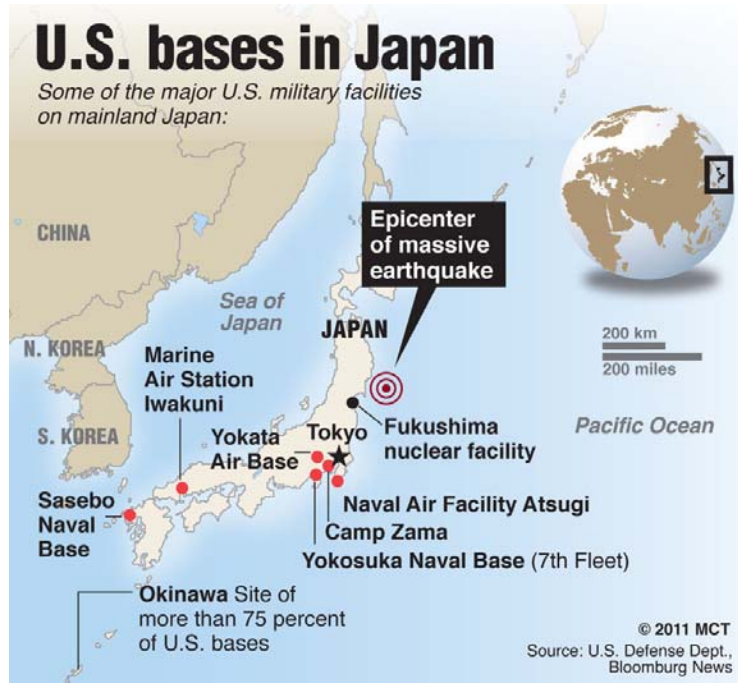 U.S. bases in Japan
Some of the major U.S. military facilities
on mainland Japan:
CHINA
Epicenter
of massive
earthquake
Sea of
Japan
JAPAN
200 km
200 miles
N. KOREA
Marine
Air Station
Iwakuni
S. KOREA
Yokata
Air Base
Tokyo
Fukushima
nuclear facility
Pacific Ocean
Sasebo
Naval
Base
Naval Air Facility Atsugi
Camp Zama
Yokosuka Naval Base (7th Fleet)
Okinawa Site of
more than 75 percent
of U.S. bases
© 2011 MCT
Source: U.S. Defense Dept.,
Bloomburg News